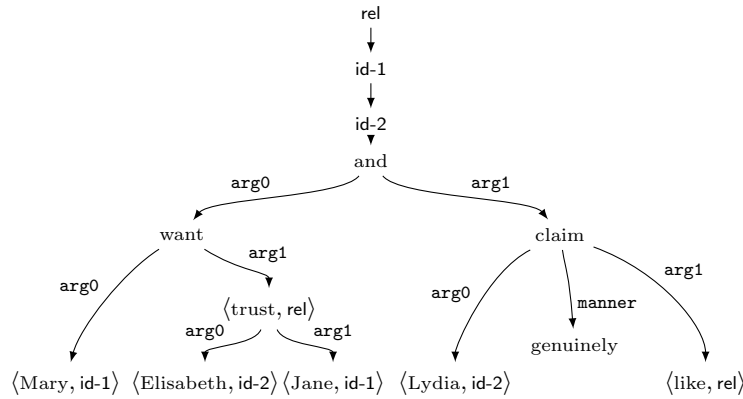 rel
id-1
id-2
and
arg0 arg1
want claim
arg0 arg1 arg0 manner arg1
⟨trust, rel⟩
arg0 arg1
genuinely
⟨Mary, id-1⟩ ⟨Elisabeth, id-2⟩ ⟨Jane, id-1⟩ ⟨Lydia, id-2⟩ ⟨like, rel⟩